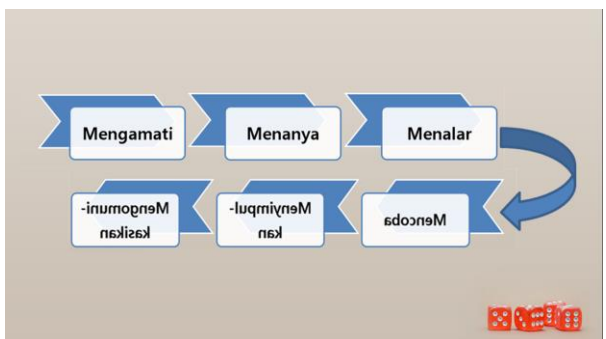 Mengamati
Menanya
Menalar
Mencoba
Menyimpul-
kan
Mengomuni-
kasikan